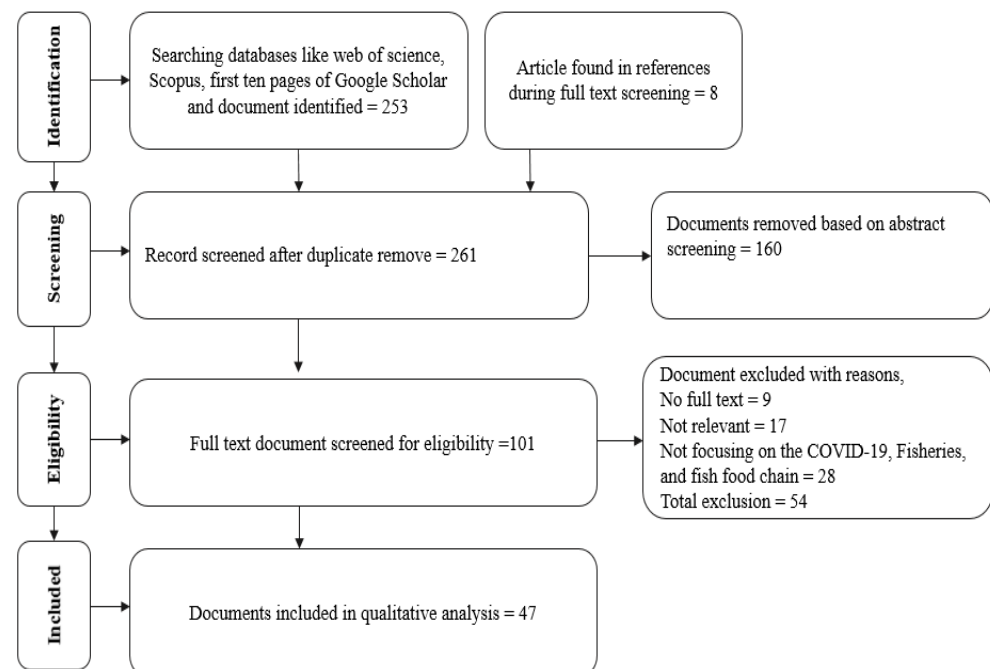 Identification
Searching databases like web of science,
Scopus, first ten pages of Google Scholar
and document identified = 253
Article found in references
during full text screening = 8
Screening
Record screened after duplicate remove = 261
Documents removed based on abstract
screening = 160
Eligibility
Full text document screened for eligibility =101
Document excluded with reasons,
No full text = 9
Not relevant = 17
Not focusing on the COVID-19, Fisheries,
and fish food chain = 28
Total exclusion = 54
Included
Documents included in qualitative analysis = 47